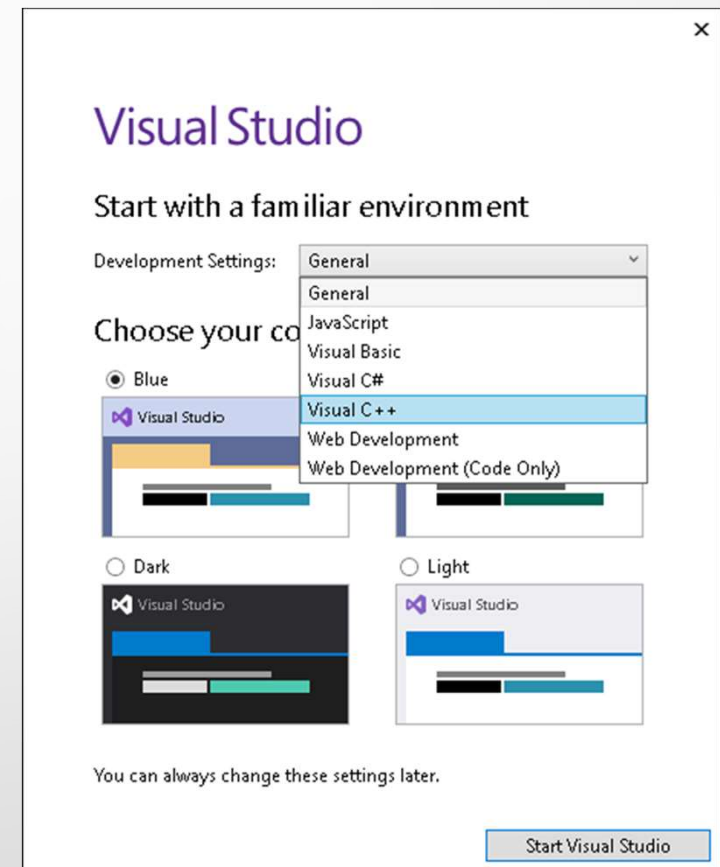 Visual Studio
Start with a familiar environment
Development Settings: General
General
JavaScript
Visual Basic
Visual C#
Visual C++
Web Development
Web Development (Code Only)
Choose your co
Blue
Visual Studio
Dark
Light
Visual Studio
Visual Studio
You can always change these settings later.
Start Visual Studio